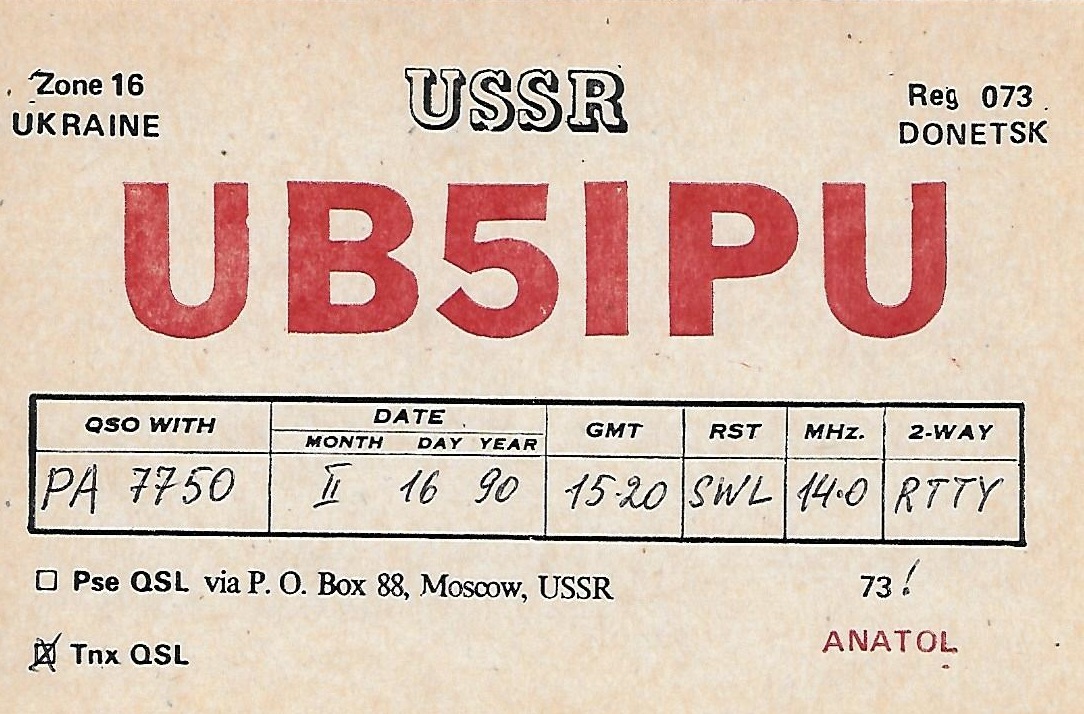 Zone 16 USSR Reg 073
UKRAINE DONETSK
UB5IPU
QSO WITH DATE GMT RST MHz. 2-WAY
MONTH DAY YEAR
PA 7750 II 16 90 15·20 SWL 14·0 RTTY
Pse QSL via P. O. Box 88, Moscow, USSR 73!
Tnx QSL ANATOL